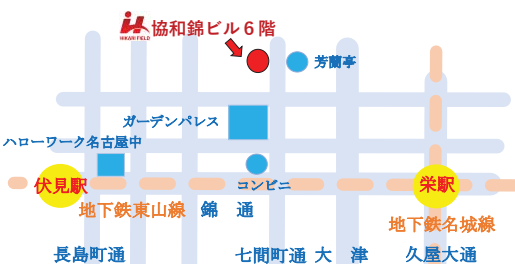 協和錦ビル６階
HIKARI FIELD
芳蘭亭
ガーデンパレス
ハローワーク名古屋中
伏見駅
コンビニ
栄駅
地下鉄東山線
錦　通
地下鉄名城線
長島町通
七間町通
大　津
久屋大通